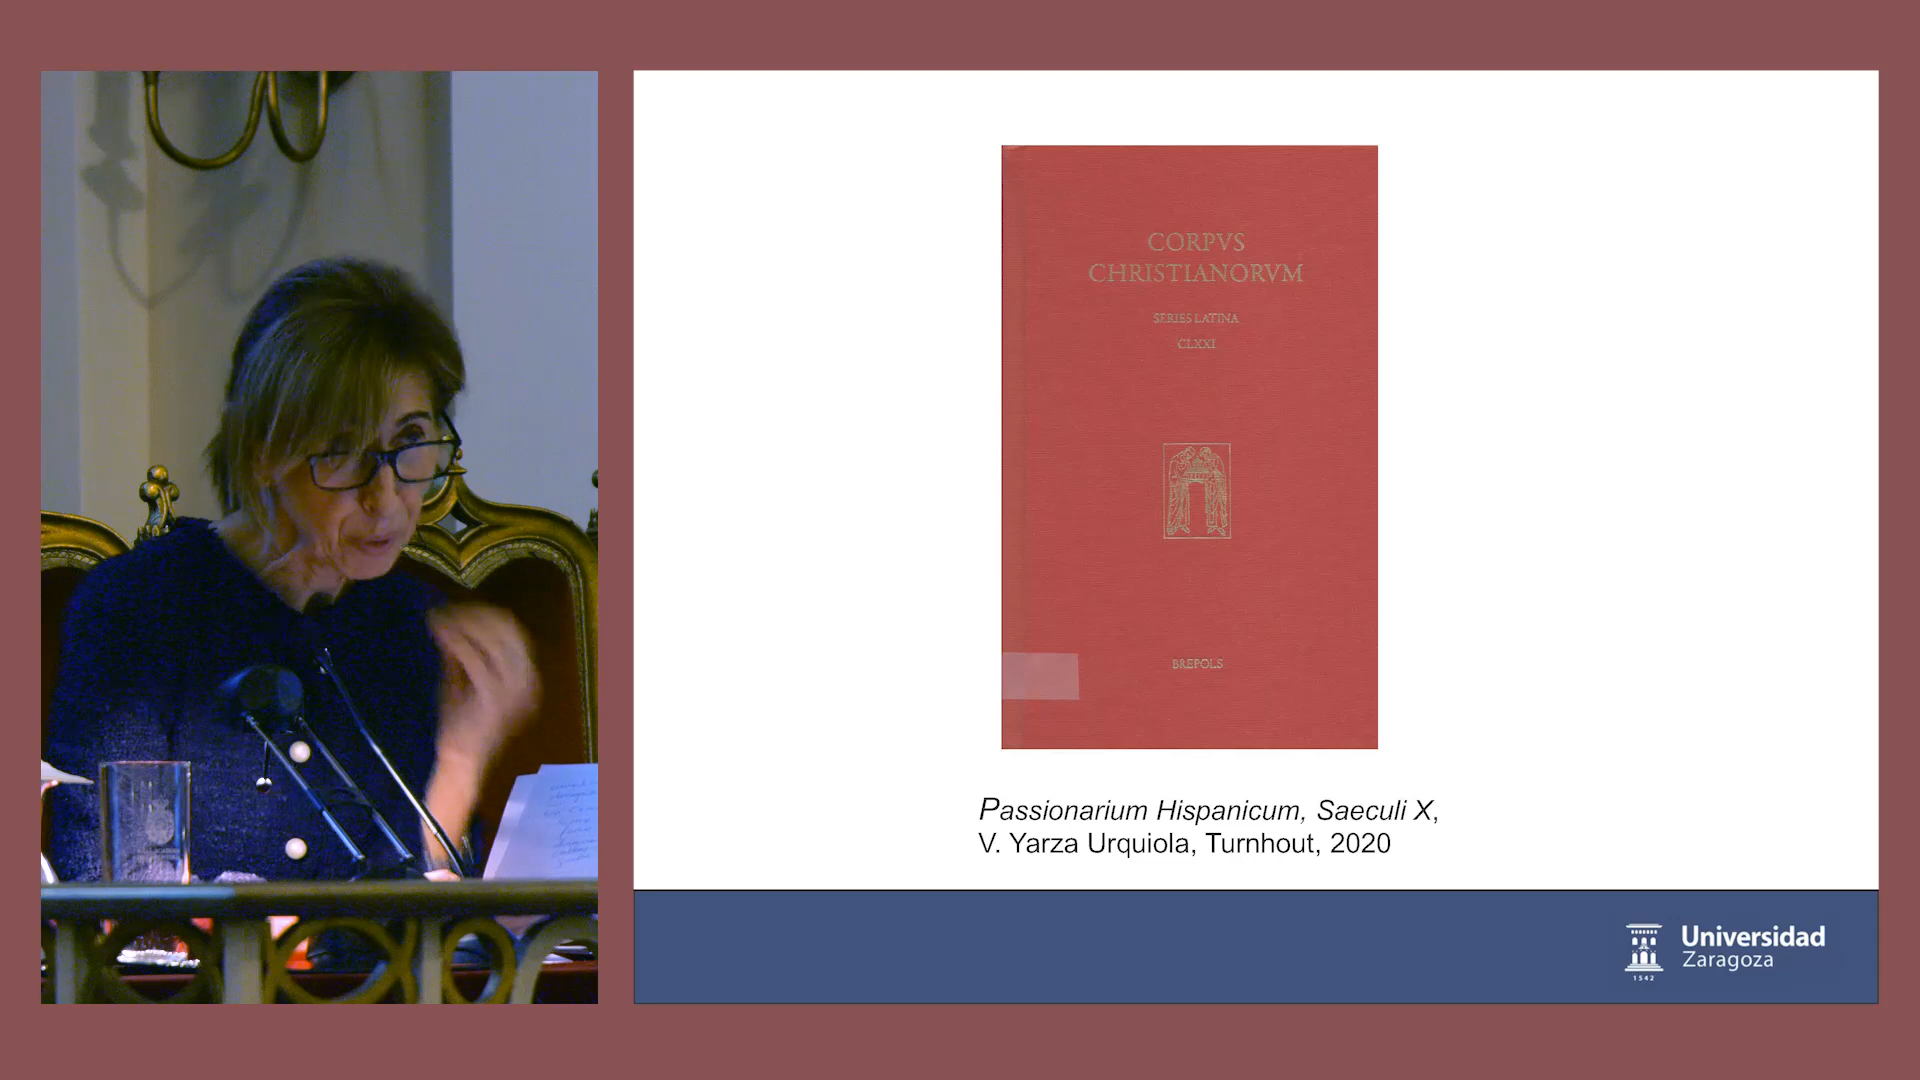 CORPVS
CHRISTIANORVM
SERIES LATINA
CLXXI
BREPOLS
Passionarium Hispanicum, Saeculi X,
V. Yarza Urquiola, Turnhout, 2020
Universidad
Zaragoza
1542